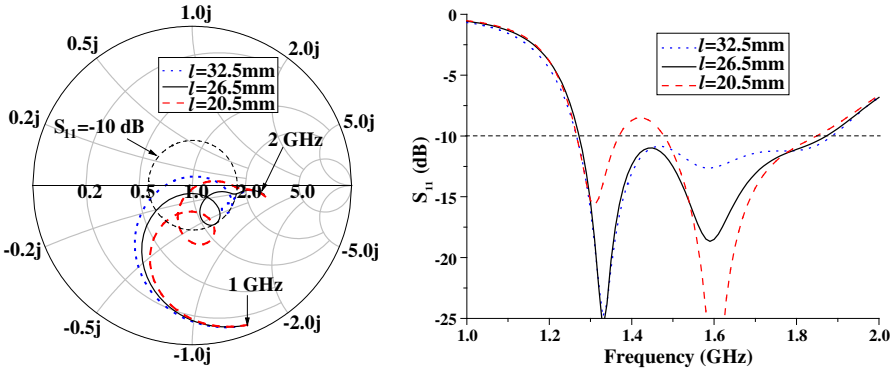 1.0j
0.5j
2.0j
l=32.5mm
l=26.5mm
l=20.5mm
0.2j
S11=-10 dB
2 GHz
5.0j
0.2 0.5 1.0 2.0 5.0
-0.2j
-5.0j
1 GHz
-0.5j
-2.0j
-1.0j
0
-5
-10
-15
-20
-25
S11 (dB)
l=32.5mm
l=26.5mm
l=20.5mm
1.0 1.2 1.4 1.6 1.8 2.0
Frequency (GHz)